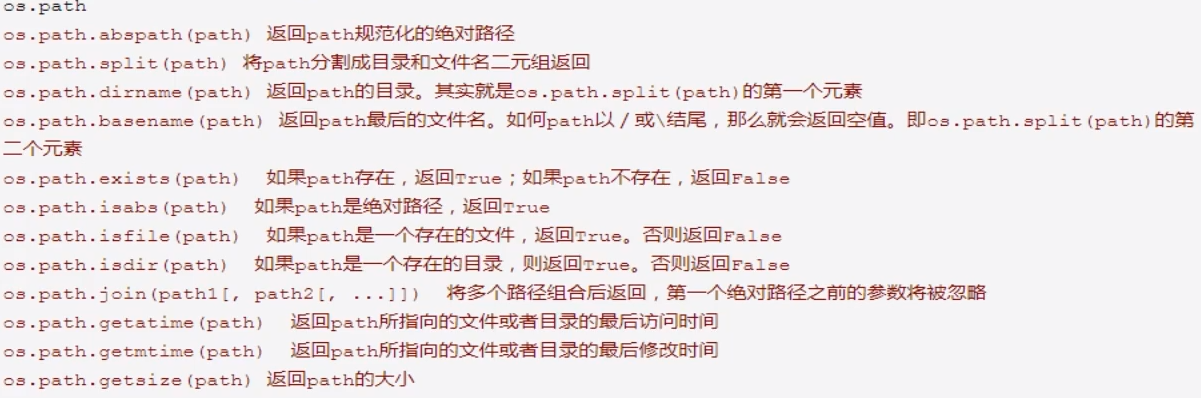 os.path
os.path.abspath(path) 返回path规范化的绝对路径
os.path.split(path) 将path分割成目录和文件名二元组返回
os.path.dirname(path) 返回path的目录。其实就是os.path.split(path)的第一个元素
os.path.basename(path) 返回path最后的文件名。如何path以／或\结尾，那么就会返回空值。即os.path.split(path)的第
二个元素
os.path.exists(path) 如果path存在，返回True；如果path不存在，返回False
os.path.isabs(path) 如果path是绝对路径，返回True
os.path.isfile(path) 如果path是一个存在的文件，返回True。否则返回False
os.path.isdir(path) 如果path是一个存在的目录，则返回True。否则返回False
os.path.join(path1[, path2[, ...]]) 将多个路径组合后返回，第一个绝对路径之前的参数将被忽略
os.path.getatime(path) 返回path所指向的文件或者目录的最后访问时间
os.path.getmtime(path) 返回path所指向的文件或者目录的最后修改时间
os.path.getsize(path) 返回path的大小